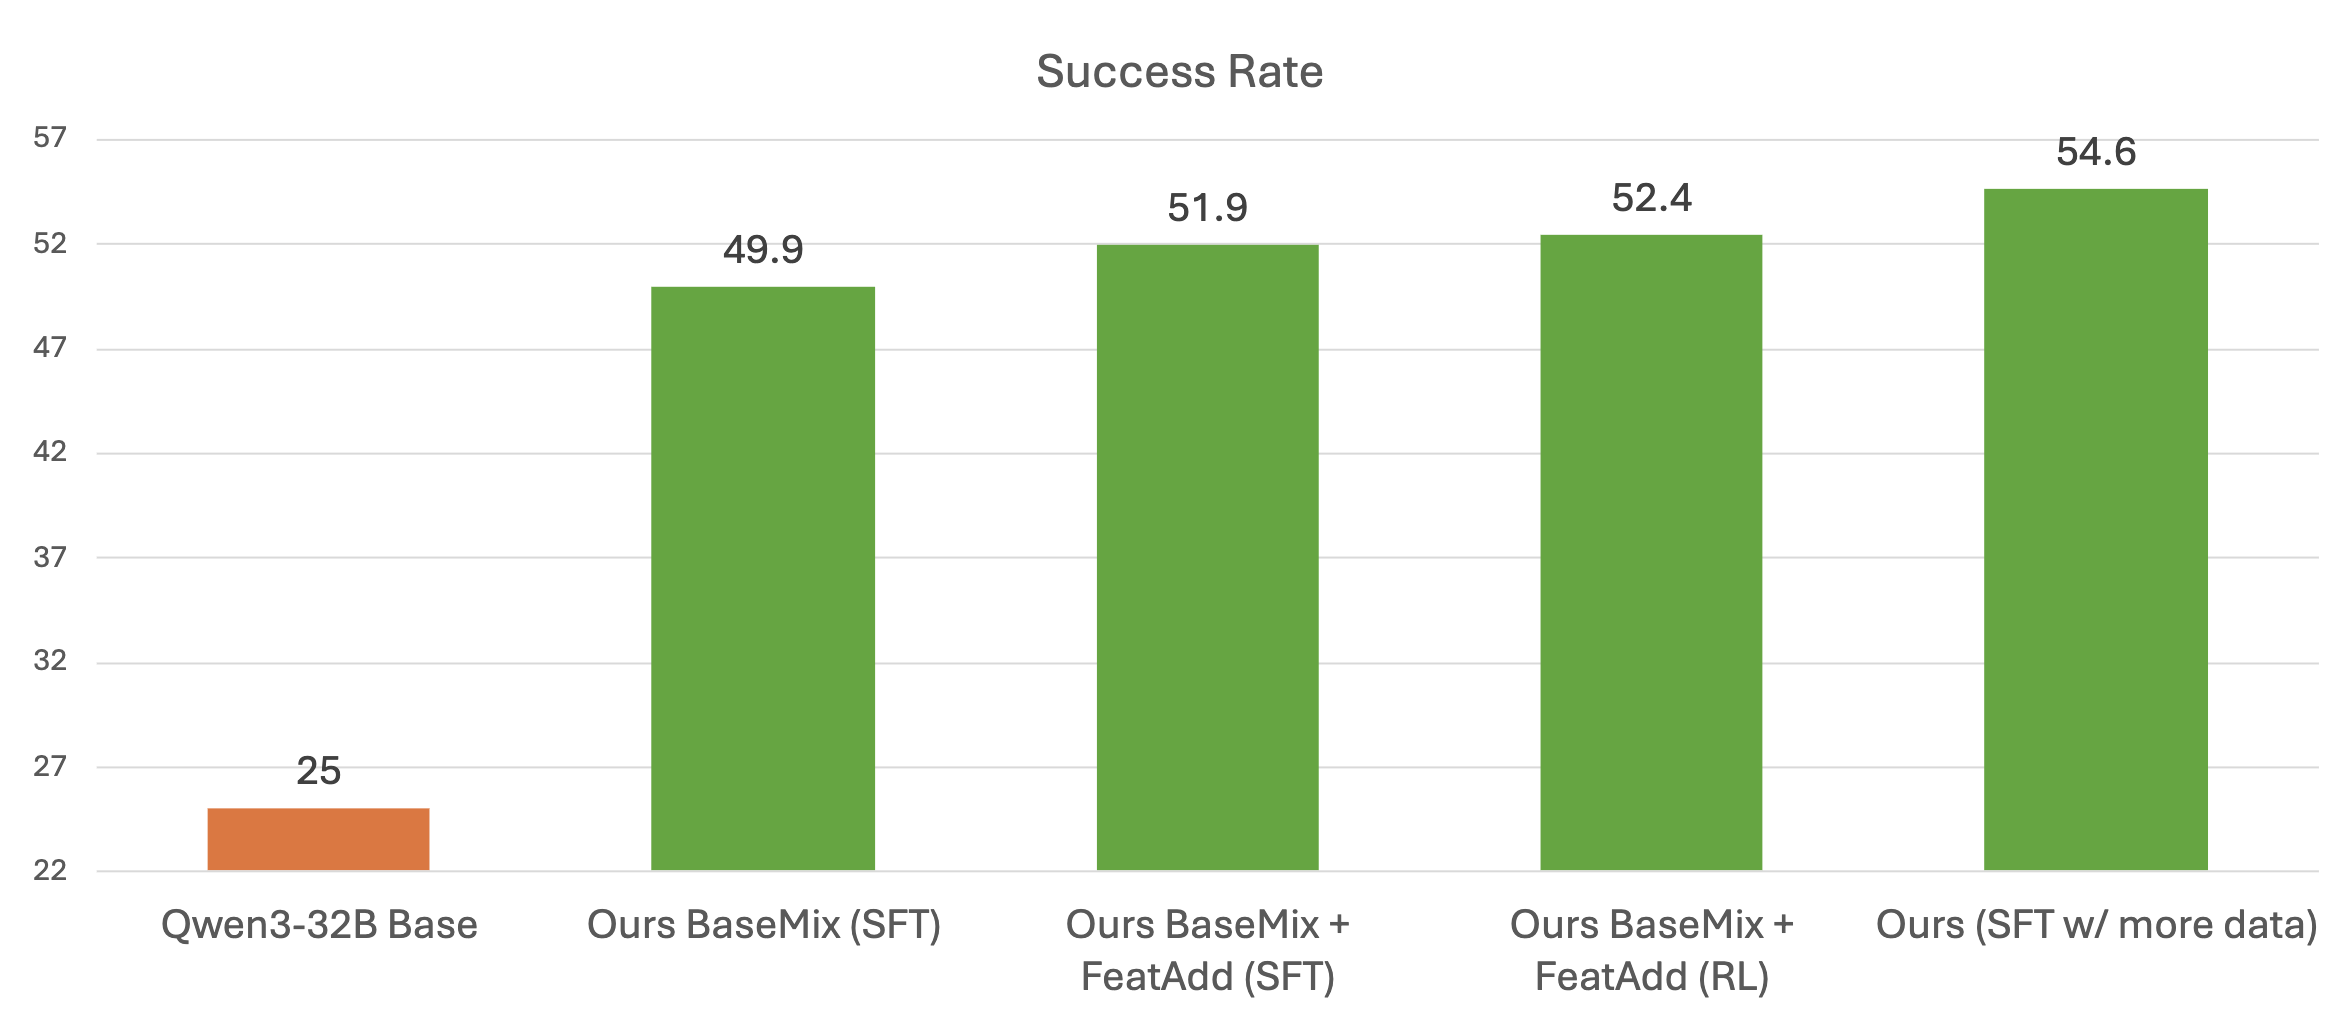 Success Rate
57
52
47
42
37
32
27
22
25
49.9
51.9
52.4
54.6
Qwen3-32B Base
Ours BaseMix (SFT)
Ours BaseMix +
FeatAdd (SFT)
Ours BaseMix +
FeatAdd (RL)
Ours (SFT w/ more data)